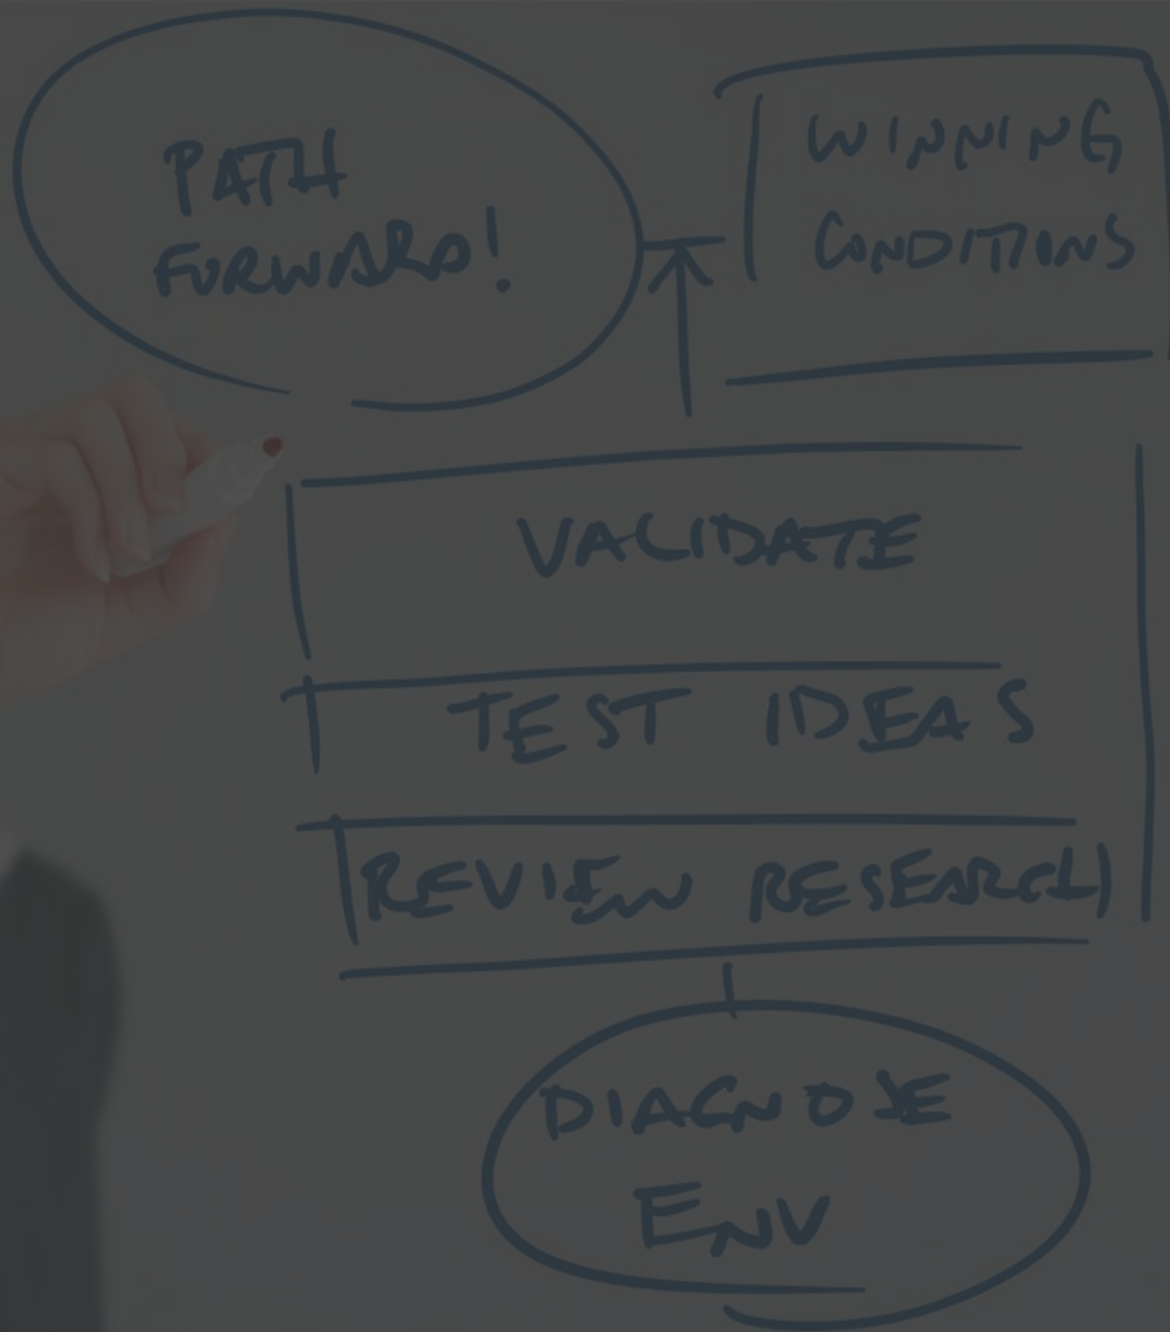 PATH
FORWARD!
WINNING
CONDITIONS
VALIDATE
TEST IDEAS
REVIEW RESEARCH
DIAGNOSE
ENV